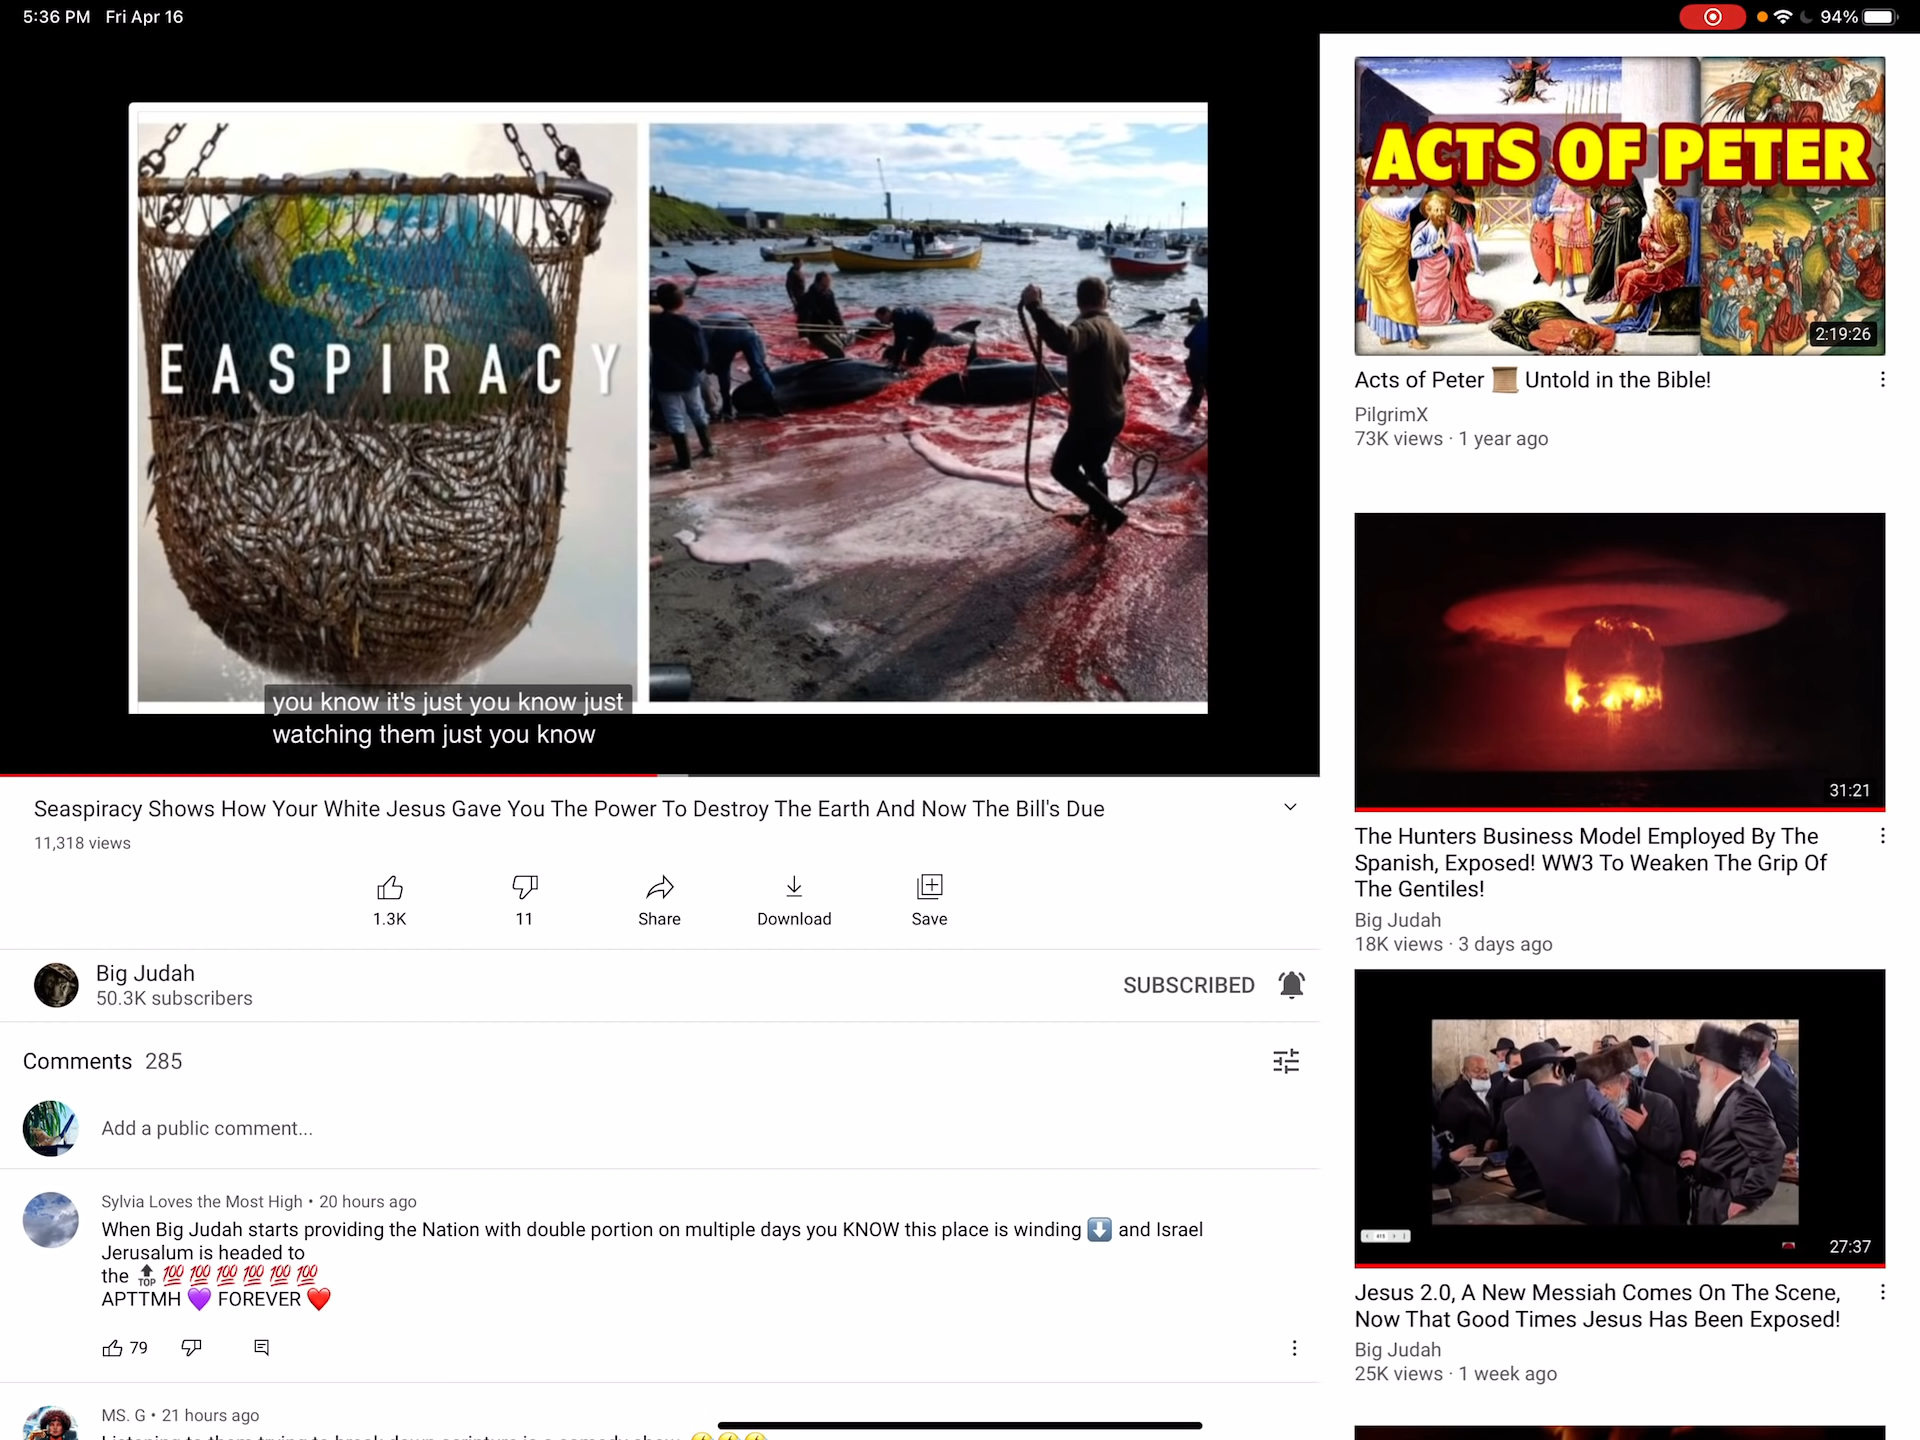 5:36 PM Fri Apr 16
94%
EASPIRACY
you know it's just you know just
watching them just you know
Seaspiracy Shows How Your White Jesus Gave You The Power To Destroy The Earth And Now The Bill's Due
11,318 views
1.3K
11
Share
Download
Save
Big Judah
50.3K subscribers
SUBSCRIBED
Comments 285
Add a public comment...
Sylvia Loves the Most High • 20 hours ago
When Big Judah starts providing the Nation with double portion on multiple days you KNOW this place is winding ⬇️ and Israel
Jerusalum is headed to
the 🔝 💯 💯 💯 💯 💯 💯
APTTMH 💜 FOREVER ❤️
79
MS. G • 21 hours ago
ACTS OF PETER
2:19:26
Acts of Peter 📜 Untold in the Bible!
PilgrimX
73K views · 1 year ago
31:21
The Hunters Business Model Employed By The
Spanish, Exposed! WW3 To Weaken The Grip Of
The Gentiles!
Big Judah
18K views · 3 days ago
27:37
Jesus 2.0, A New Messiah Comes On The Scene,
Now That Good Times Jesus Has Been Exposed!
Big Judah
25K views · 1 week ago